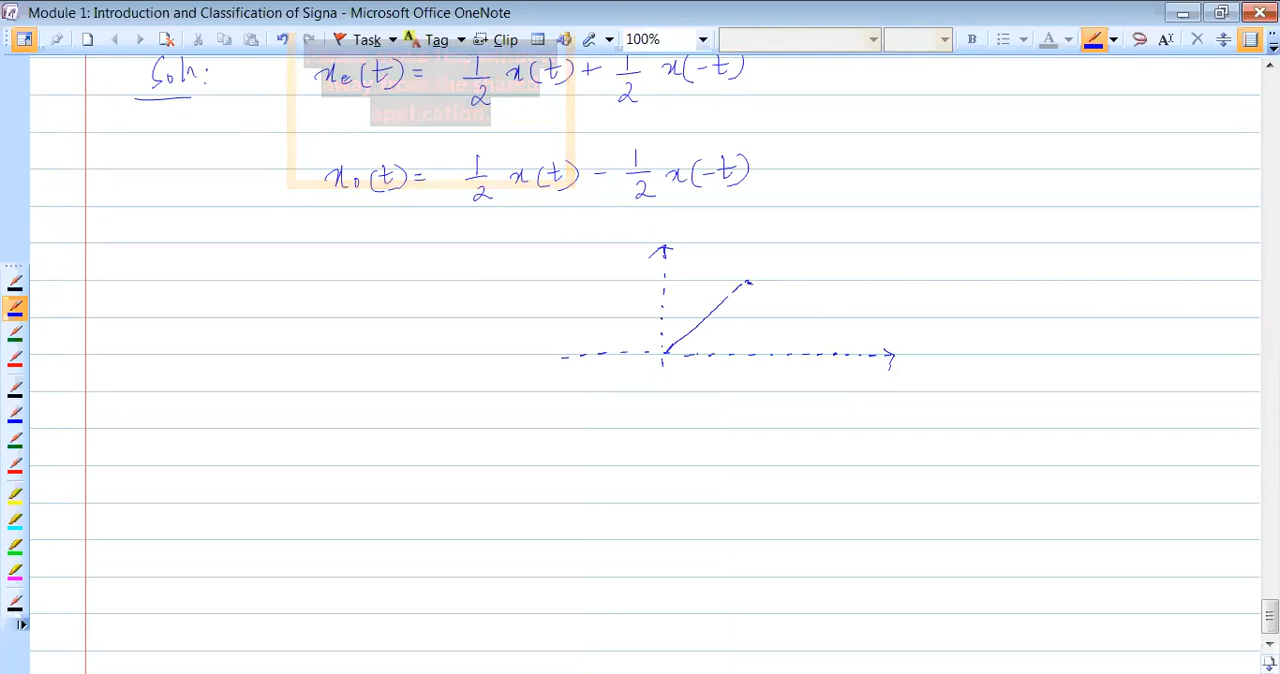 Module 1: Introduction and Classification of Signa - Microsoft Office OneNote
Task Tag Clip 100% B A A
Soln: xe(t) = 1/2 x(t) + 1/2 x(-t)
application.
xo(t) = 1/2 x(t) - 1/2 x(-t)